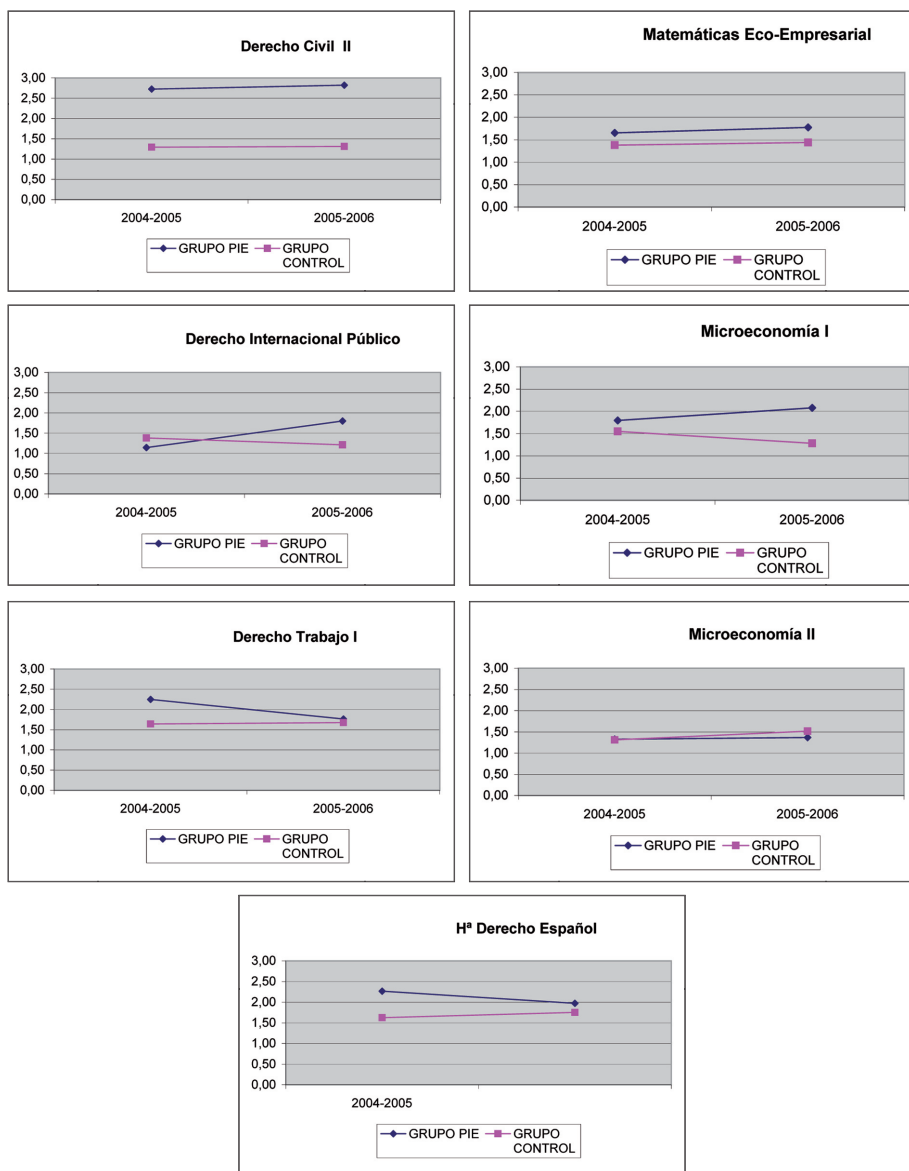 Derecho Civil II
3,00
2,50
2,00
1,50
1,00
0,50
0,00
2004-2005
2005-2006
GRUPO PIE
GRUPO
CONTROL
Matemáticas Eco-Empresarial
3,00
2,50
2,00
1,50
1,00
0,50
0,00
2004-2005
2005-2006
GRUPO PIE
GRUPO
CONTROL
Derecho Internacional Público
3,00
2,50
2,00
1,50
1,00
0,50
0,00
2004-2005
2005-2006
GRUPO PIE
GRUPO
CONTROL
Microeconomía I
3,00
2,50
2,00
1,50
1,00
0,50
0,00
2004-2005
2005-2006
GRUPO PIE
GRUPO
CONTROL
Derecho Trabajo I
3,00
2,50
2,00
1,50
1,00
0,50
0,00
2004-2005
2005-2006
GRUPO PIE
GRUPO
CONTROL
Microeconomía II
3,00
2,50
2,00
1,50
1,00
0,50
0,00
2004-2005
2005-2006
GRUPO PIE
GRUPO
CONTROL
Hª Derecho Español
3,00
2,50
2,00
1,50
1,00
0,50
0,00
2004-2005
GRUPO PIE
GRUPO
CONTROL